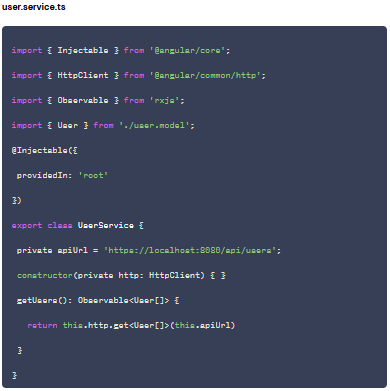 user.service.ts
import { Injectable } from '@angular/core';
import { HttpClient } from '@angular/common/http';
import { Observable } from 'rxjs';
import { User } from './user.model';
@Injectable({
providedIn: 'root'
})
export class UserService {
private apiUrl = 'https://localhost:8080/api/users';
constructor(private http: HttpClient) { }
getUsers(): Observable<User[]> {
return this.http.get<User[]>(this.apiUrl)
}
}